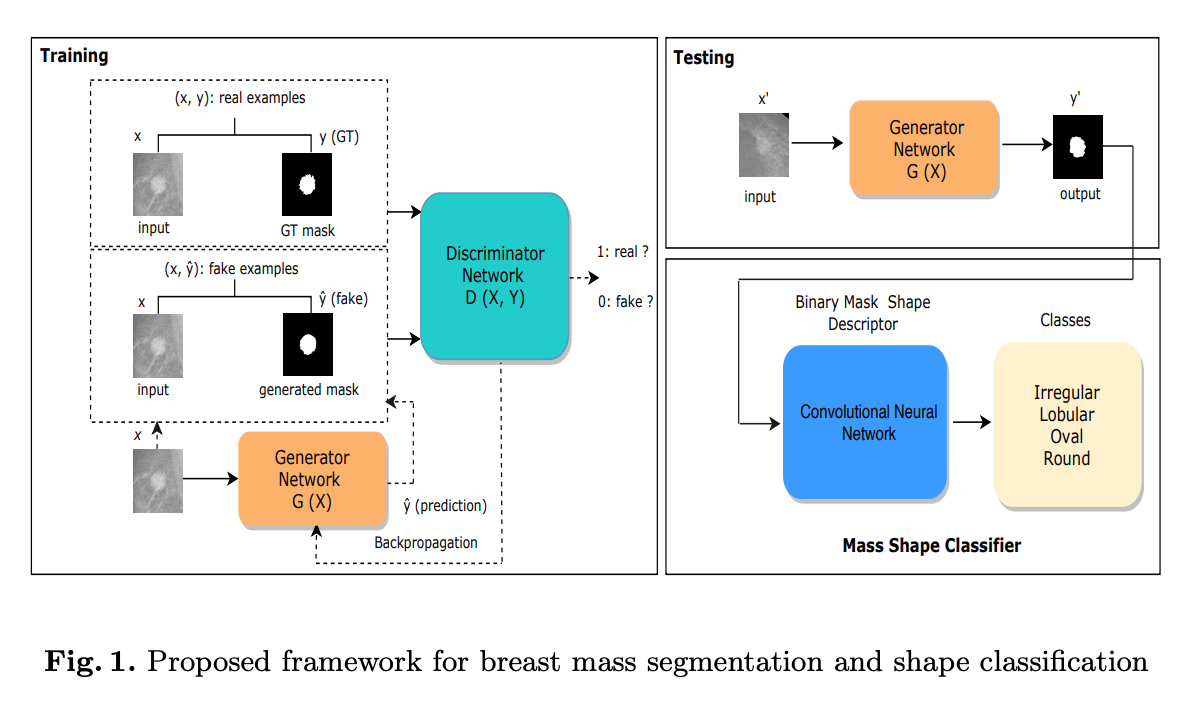 Training
(x, y): real examples
x
y (GT)
input
GT mask
(x, ŷ): fake examples
x
ŷ (fake)
input
generated mask
x
Generator
Network
G (X)
ŷ (prediction)
Backpropagation
Discriminator
Network
D (X, Y)
1: real ?
0: fake ?
Testing
x'
input
Generator
Network
G (X)
y'
output
Binary Mask Shape
Descriptor
Convolutional Neural
Network
Classes
Irregular
Lobular
Oval
Round
Mass Shape Classifier
Fig. 1. Proposed framework for breast mass segmentation and shape classification